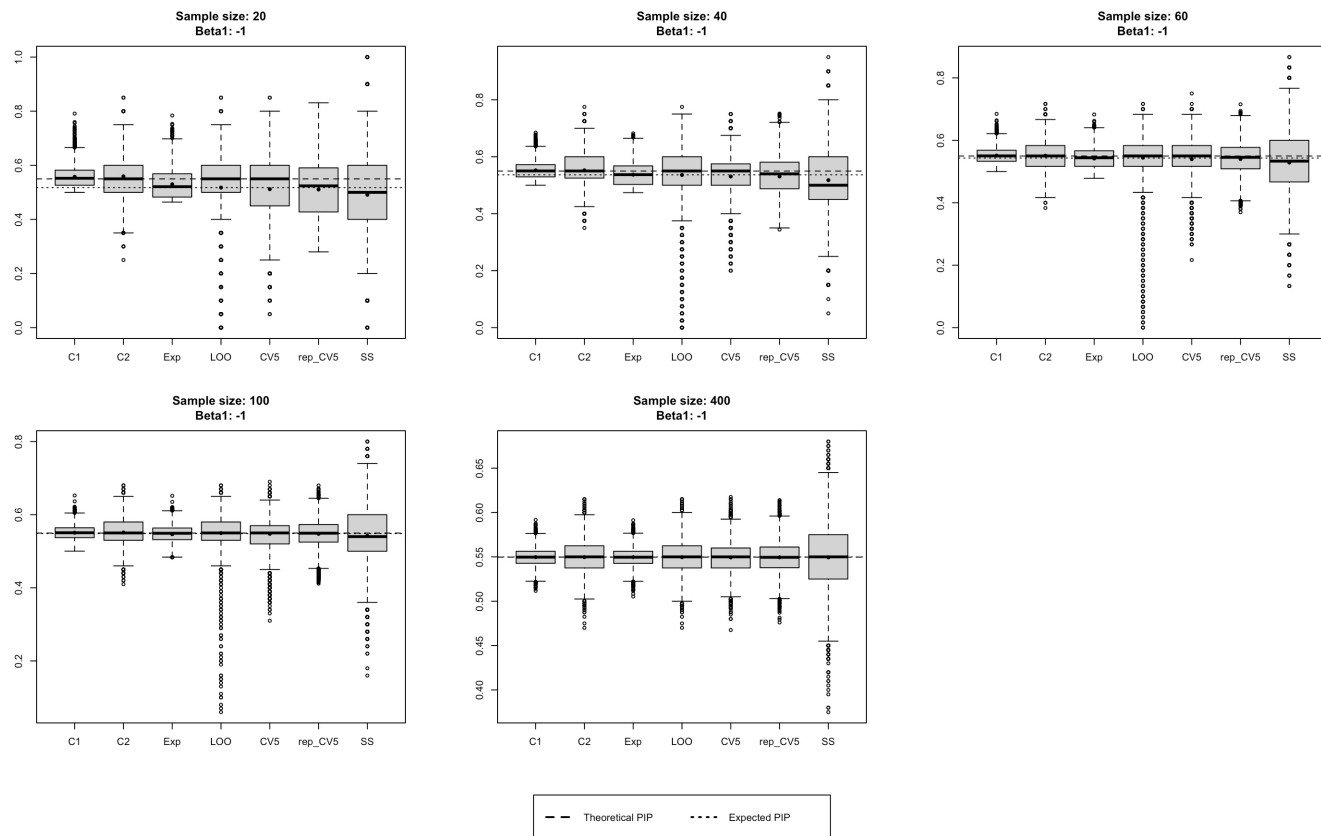 Sample size: 20
Beta1: -1
1.0
0.8
0.6
0.4
0.2
0.0
C1 C2 Exp LOO CV5 rep_CV5 SS
Sample size: 40
Beta1: -1
0.8
0.6
0.4
0.2
0.0
C1 C2 Exp LOO CV5 rep_CV5 SS
Sample size: 60
Beta1: -1
0.8
0.6
0.4
0.2
0.0
C1 C2 Exp LOO CV5 rep_CV5 SS
Sample size: 100
Beta1: -1
0.8
0.6
0.4
0.2
C1 C2 Exp LOO CV5 rep_CV5 SS
Sample size: 400
Beta1: -1
0.65
0.60
0.55
0.50
0.45
0.40
C1 C2 Exp LOO CV5 rep_CV5 SS
Theoretical PIP Expected PIP